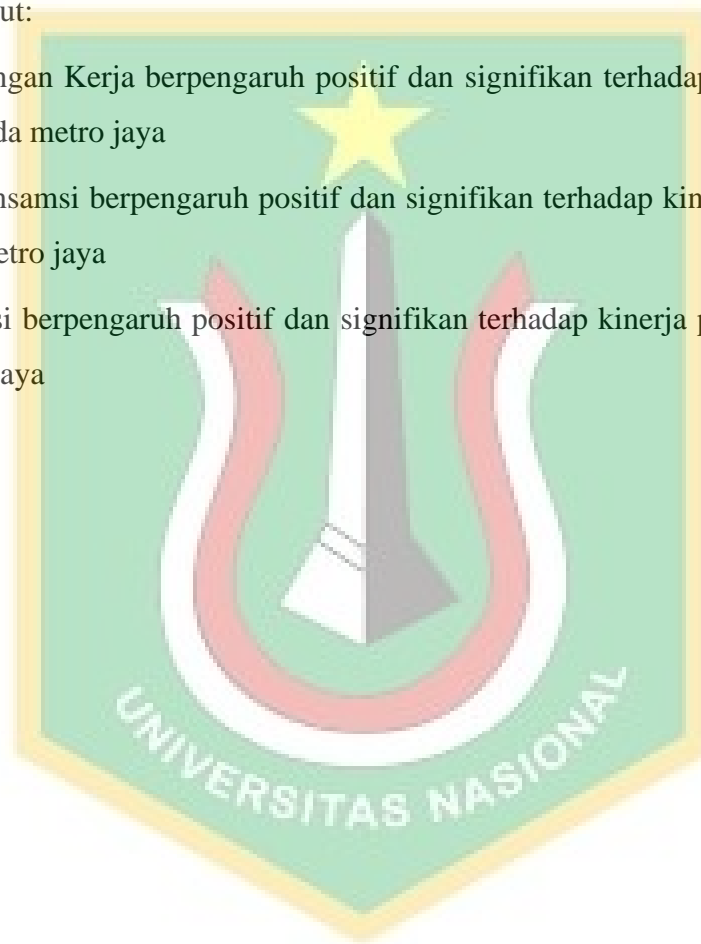 ut:
ngan Kerja berpengaruh positif dan signifikan terhadap
da metro jaya
nsamsi berpengaruh positif dan signifikan terhadap kin
etro jaya
si berpengaruh positif dan signifikan terhadap kinerja p
aya
UNIVERSITAS NASIONAL